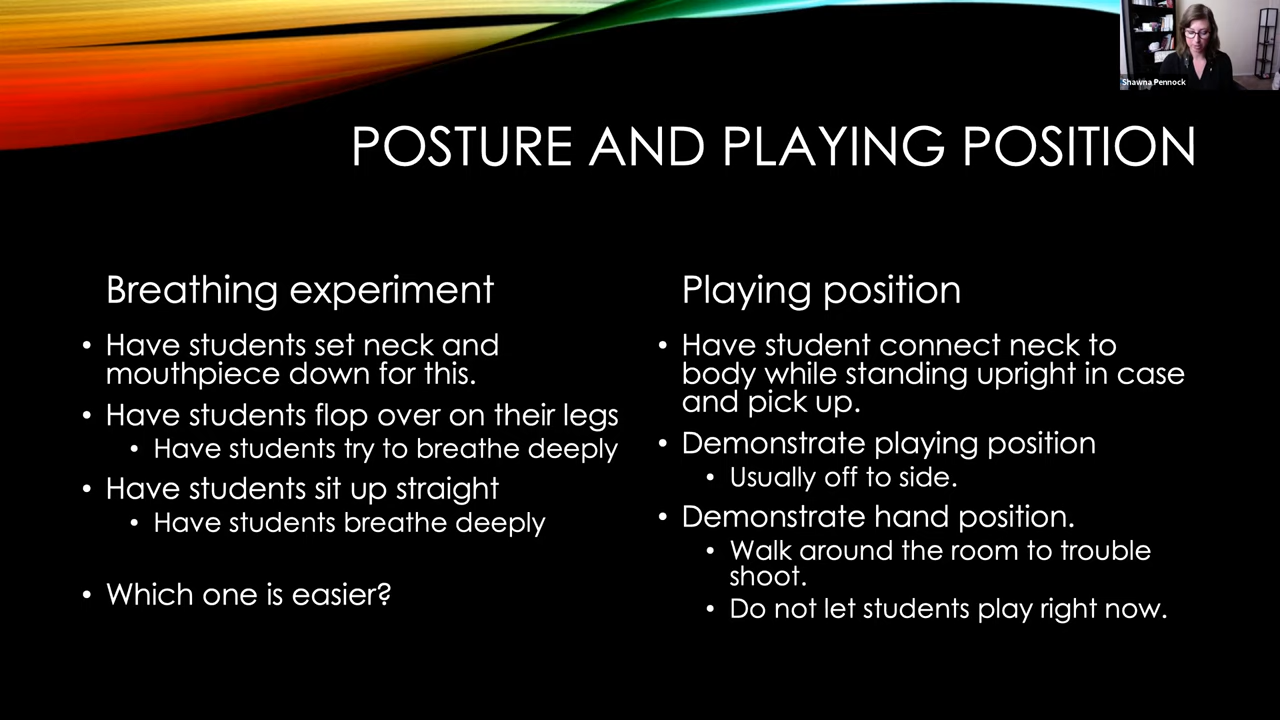 Shawna Pennock
POSTURE AND PLAYING POSITION
Breathing experiment
• Have students set neck and
mouthpiece down for this.
• Have students flop over on their legs
• Have students try to breathe deeply
• Have students sit up straight
• Have students breathe deeply
• Which one is easier?
Playing position
• Have student connect neck to
body while standing upright in case
and pick up.
• Demonstrate playing position
• Usually off to side.
• Demonstrate hand position.
• Walk around the room to trouble
shoot.
• Do not let students play right now.